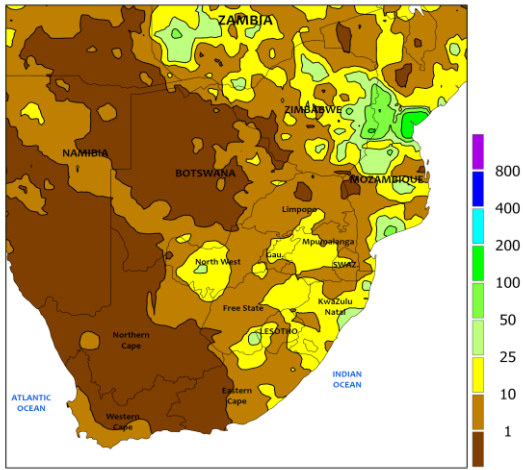 ZAMBIA
ZIMBABWE
NAMIBIA
BOTSWANA
MOZAMBIQUE
Limpopo
Mpumalanga
Gau.
SWAZ.
North West
KwaZulu
Natal
Free State
LESOTHO
Northern
Cape
Eastern
Cape
Western
Cape
ATLANTIC
OCEAN
INDIAN
OCEAN
800
400
200
100
50
25
10
1